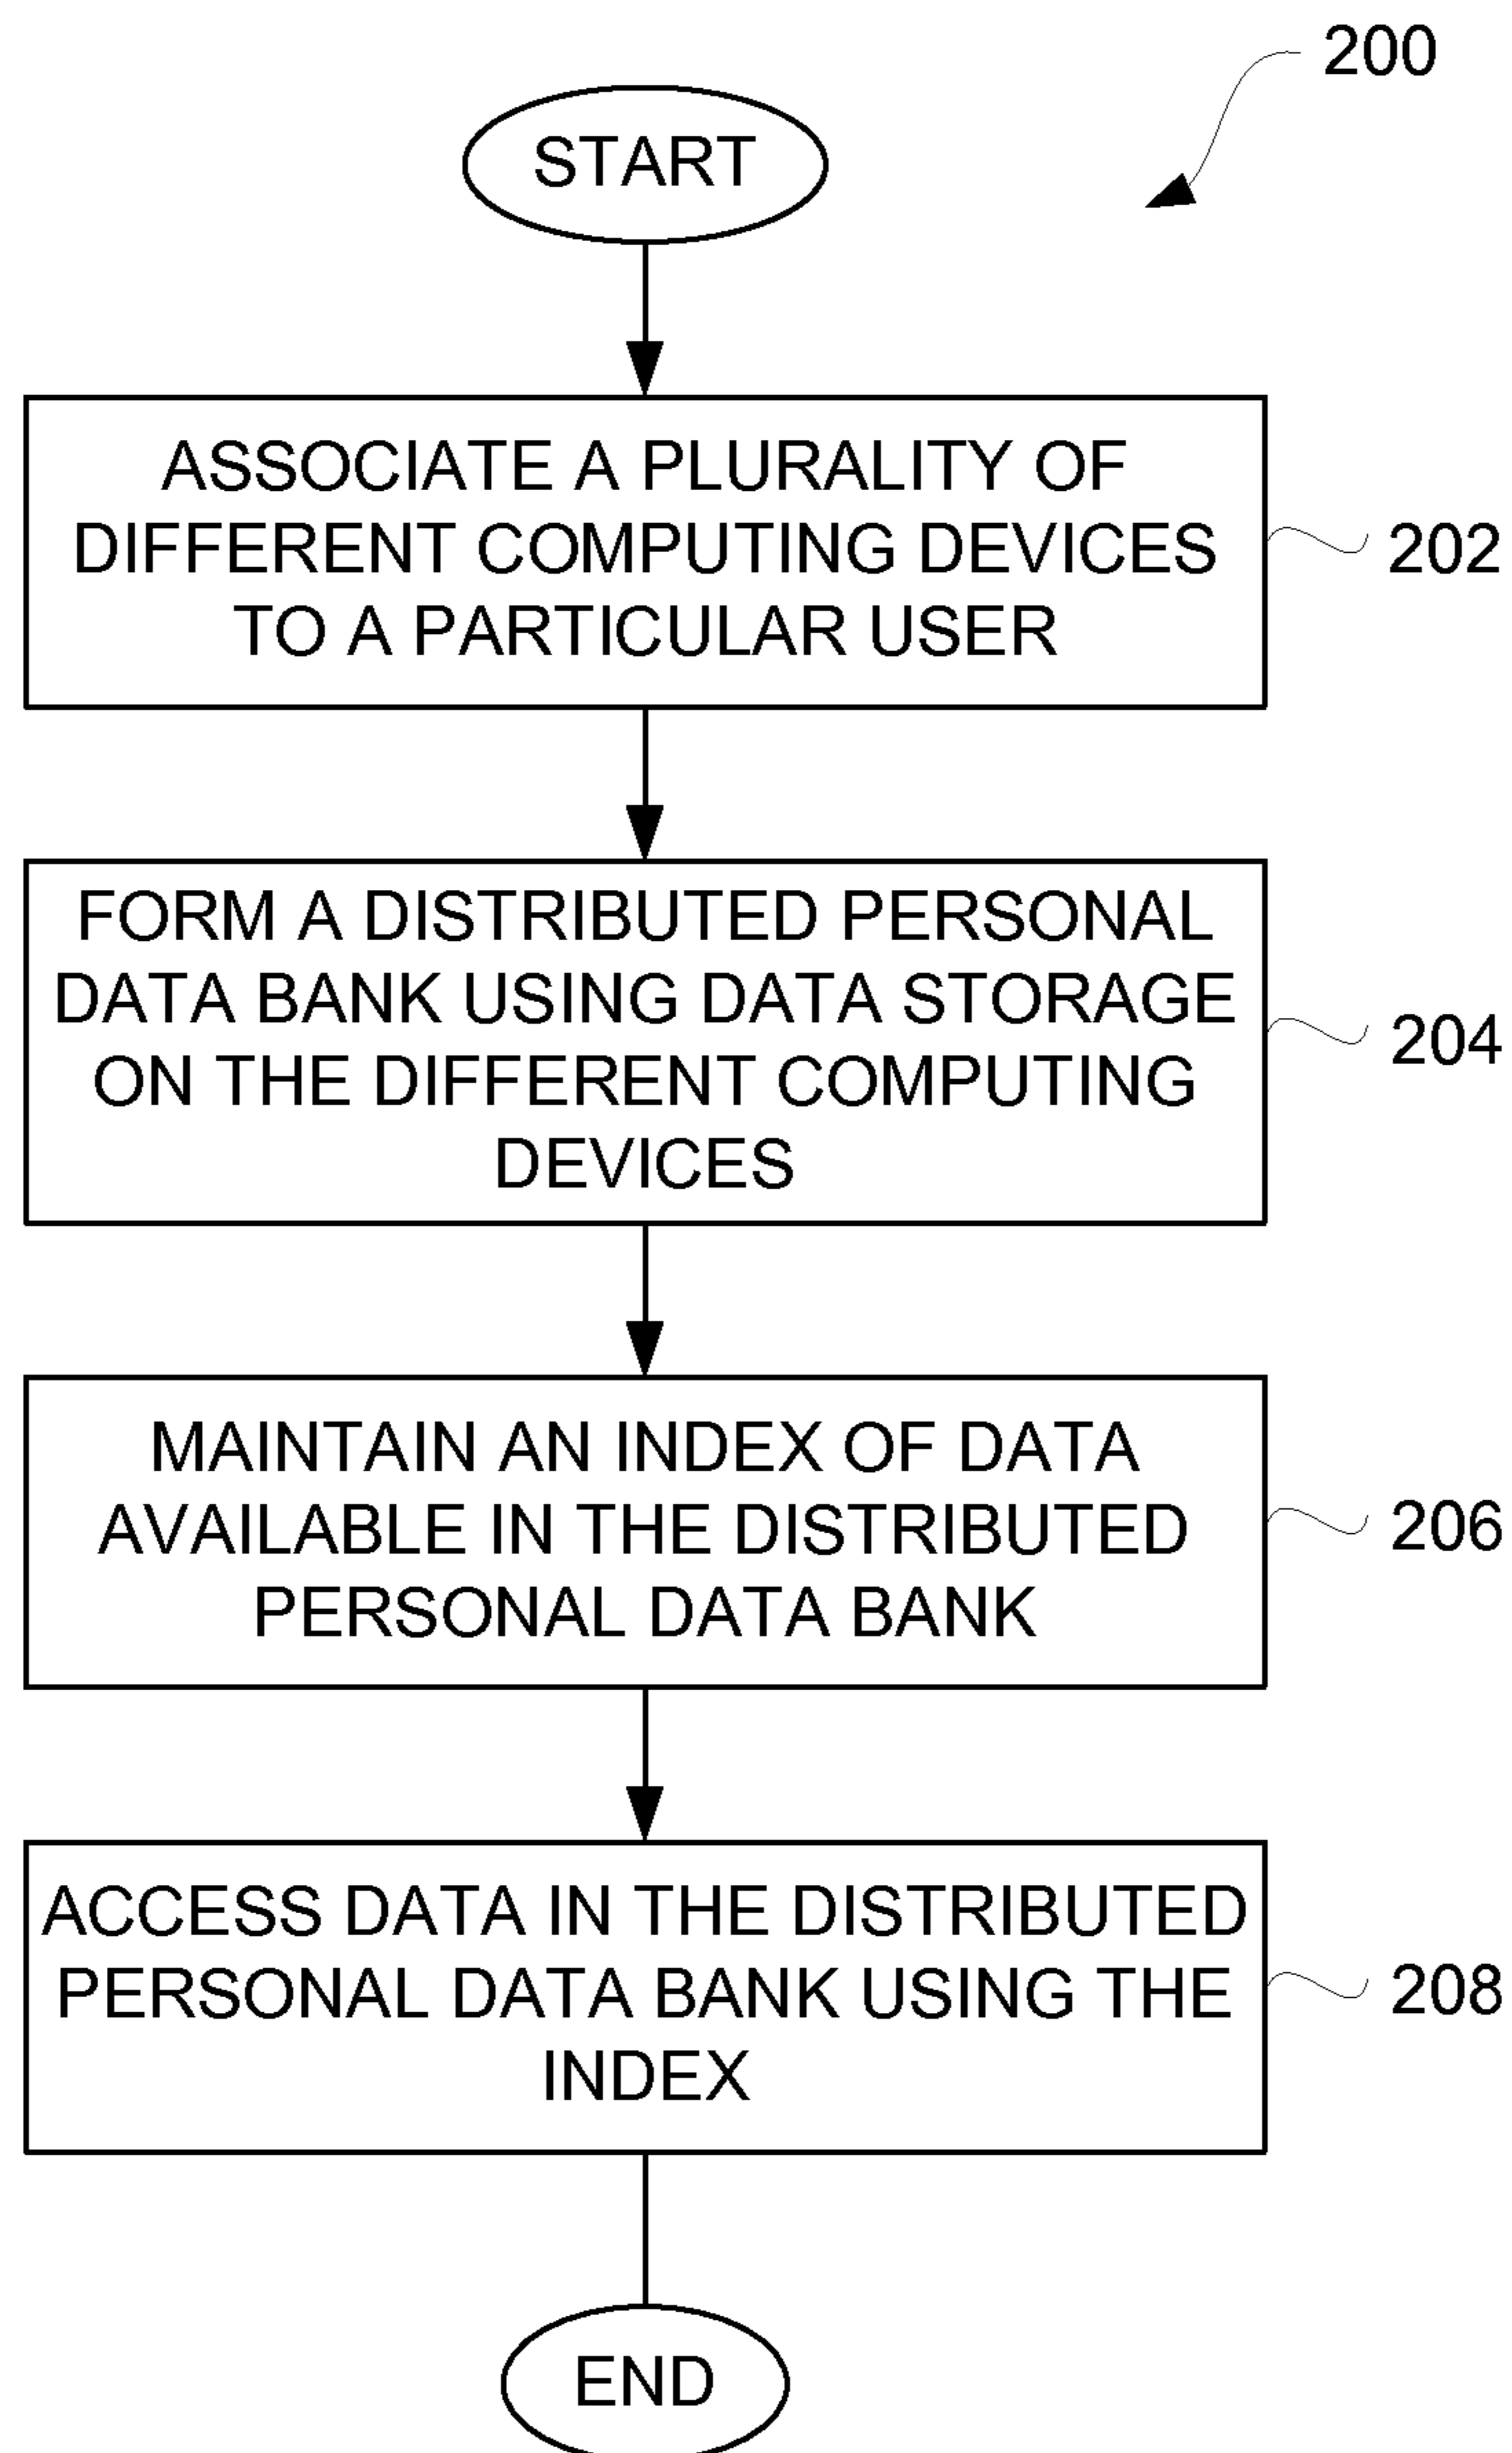 200
START
ASSOCIATE A PLURALITY OF
DIFFERENT COMPUTING DEVICES
TO A PARTICULAR USER
202
FORM A DISTRIBUTED PERSONAL
DATA BANK USING DATA STORAGE
ON THE DIFFERENT COMPUTING
DEVICES
204
MAINTAIN AN INDEX OF DATA
AVAILABLE IN THE DISTRIBUTED
PERSONAL DATA BANK
206
ACCESS DATA IN THE DISTRIBUTED
PERSONAL DATA BANK USING THE
INDEX
208
END